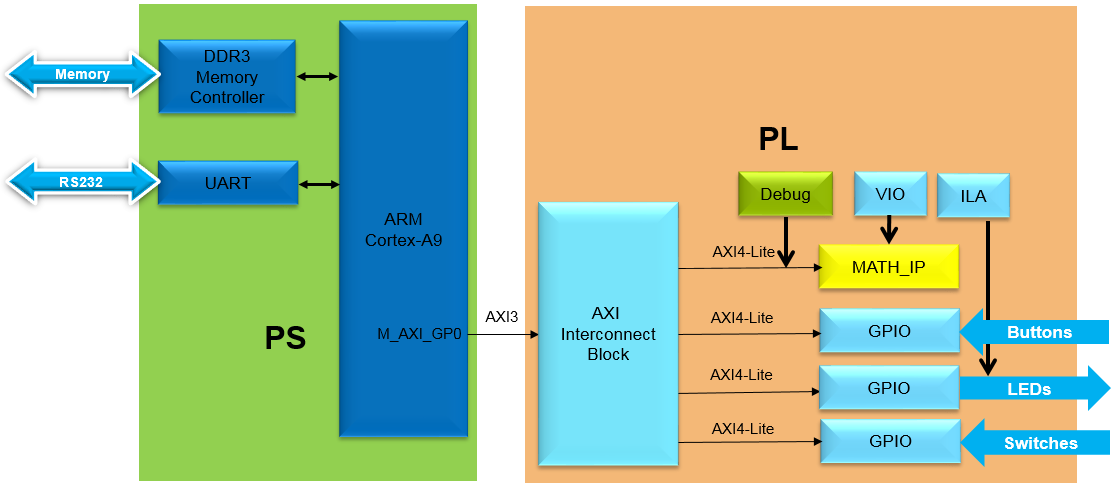 DDR3
Memory
Controller
Memory
UART
RS232
ARM
Cortex-A9
M_AXI_GP0
PS
AXI3
PL
Debug
VIO
ILA
AXI
Interconnect
Block
AXI4-Lite
MATH_IP
AXI4-Lite
GPIO
Buttons
AXI4-Lite
GPIO
LEDs
AXI4-Lite
GPIO
Switches